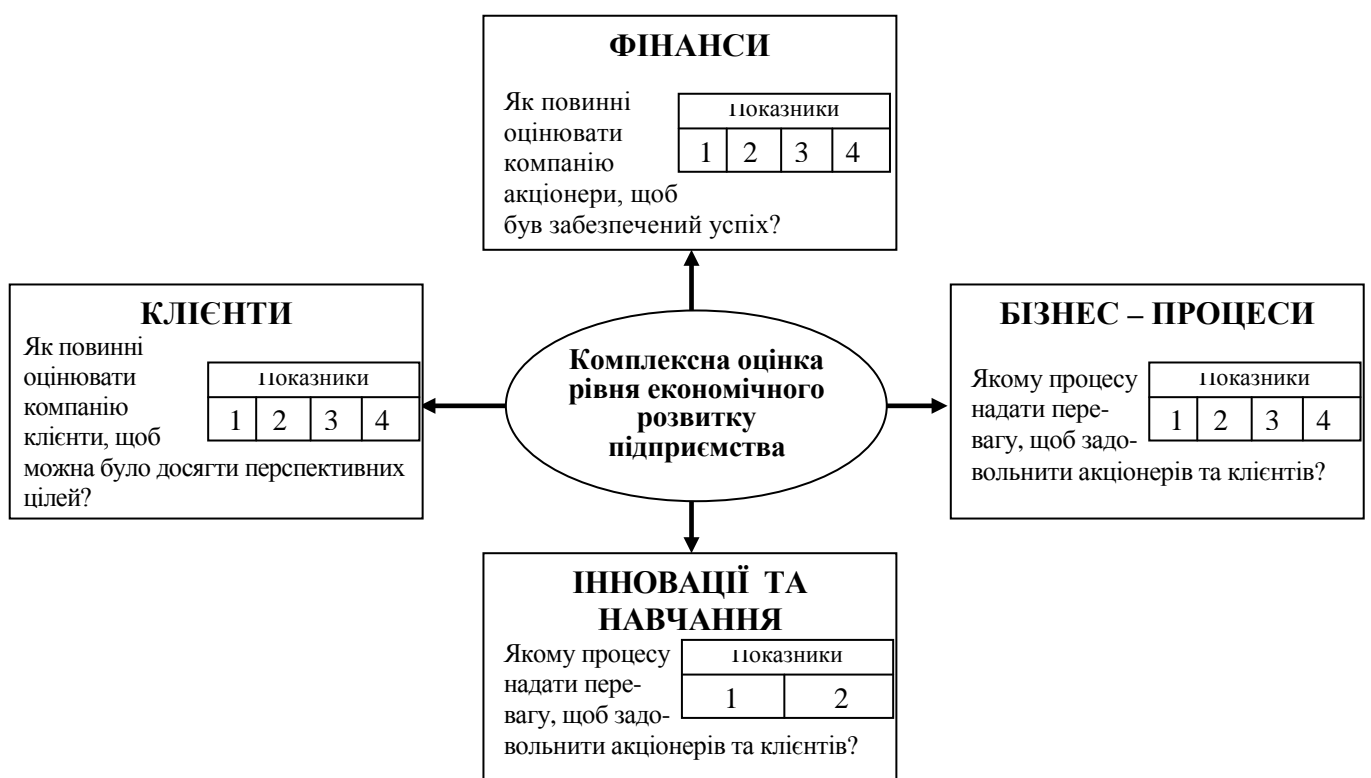 ФІНАНСИ
Як повинні
оцінювати
компанію
акціонери, щоб
був забезпечений успіх?
Показники
1 2 3 4
КЛІЄНТИ
Як повинні
оцінювати
компанію
клієнти, щоб
можна було досягти перспективних
цілей?
Показники
1 2 3 4
Комплексна оцінка
рівня економічного
розвитку
підприємства
БІЗНЕС – ПРОЦЕСИ
Якому процесу
надати пере-
вагу, щоб задо-
вольнити акціонерів та клієнтів?
Показники
1 2 3 4
ІННОВАЦІЇ ТА
НАВЧАННЯ
Якому процесу
надати пере-
вагу, щоб задо-
вольнити акціонерів та клієнтів?
Показники
1 2